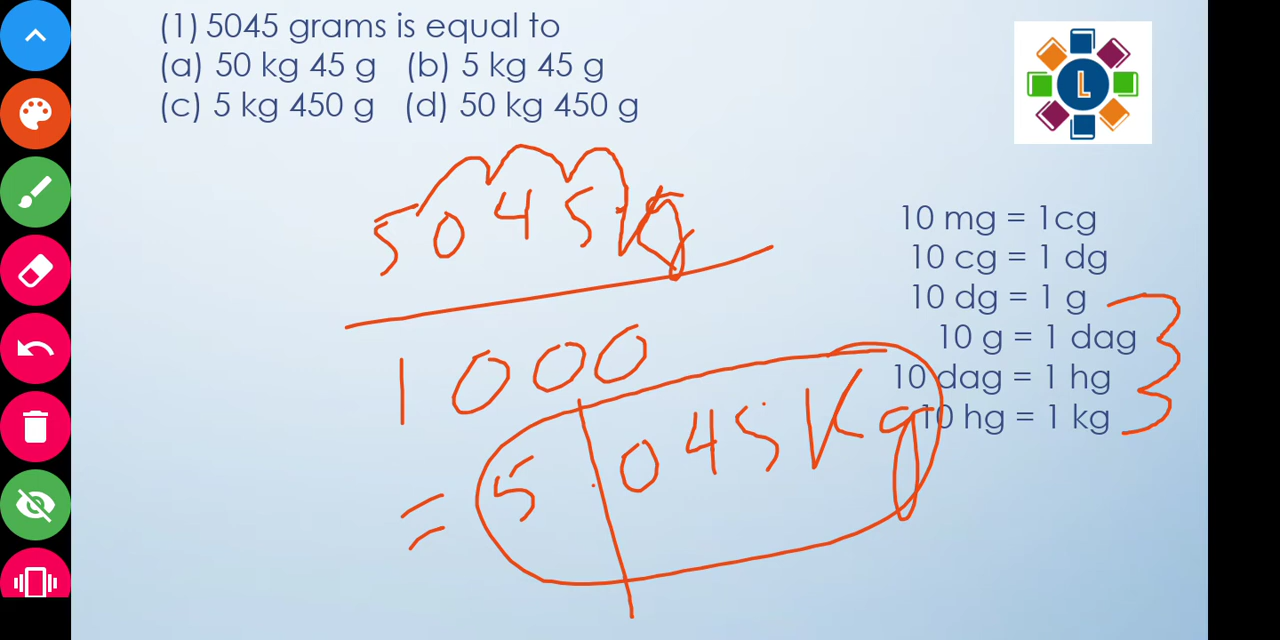 (1) 5045 grams is equal to
(a) 50 kg 45 g (b) 5 kg 45 g
(c) 5 kg 450 g (d) 50 kg 450 g
L
10 mg = 1cg
10 cg = 1 dg
10 dg = 1 g
10 g = 1 dag
10 dag = 1 hg
10 hg = 1 kg
5045
1000
= 5.045 Kg